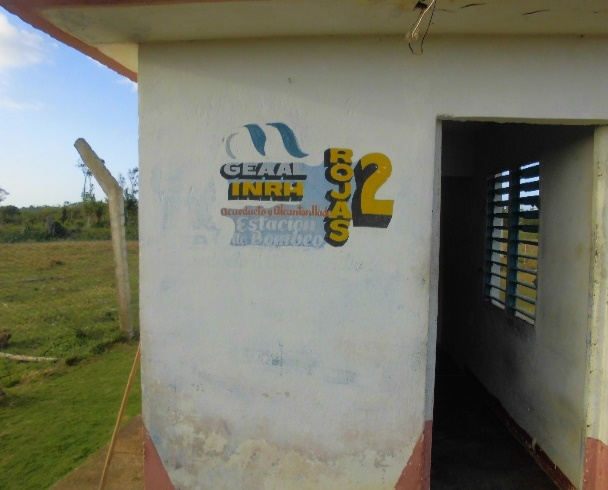 GEAAL
INRH
acueducto y Alcantarillado
Estación
de Bombeo
ROJAS
2